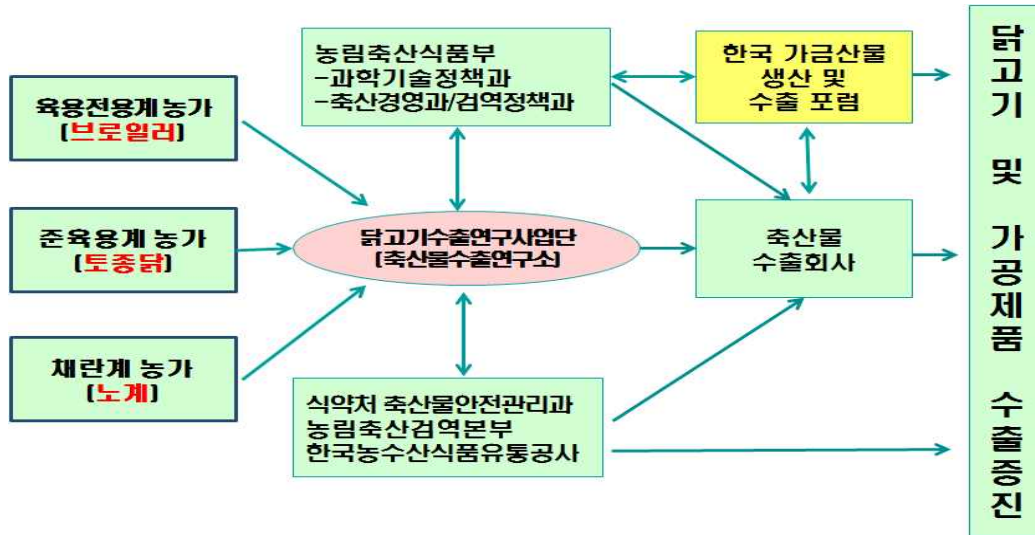 육용전용계 농가
(브로일러)
준육용계 농가
(토종닭)
채란계 농가
(노계)
농림축산식품부
-과학기술정책과
-축산경영과/검역정책과
닭고기수출연구사업단
(축산물수출연구소)
식약처 축산물안전관리과
농림축산검역본부
한국농수산식품유통공사
한국 가금산물
생산 및
수출 포럼
축산물
수출회사
닭고기 및 가공제품 수출증진